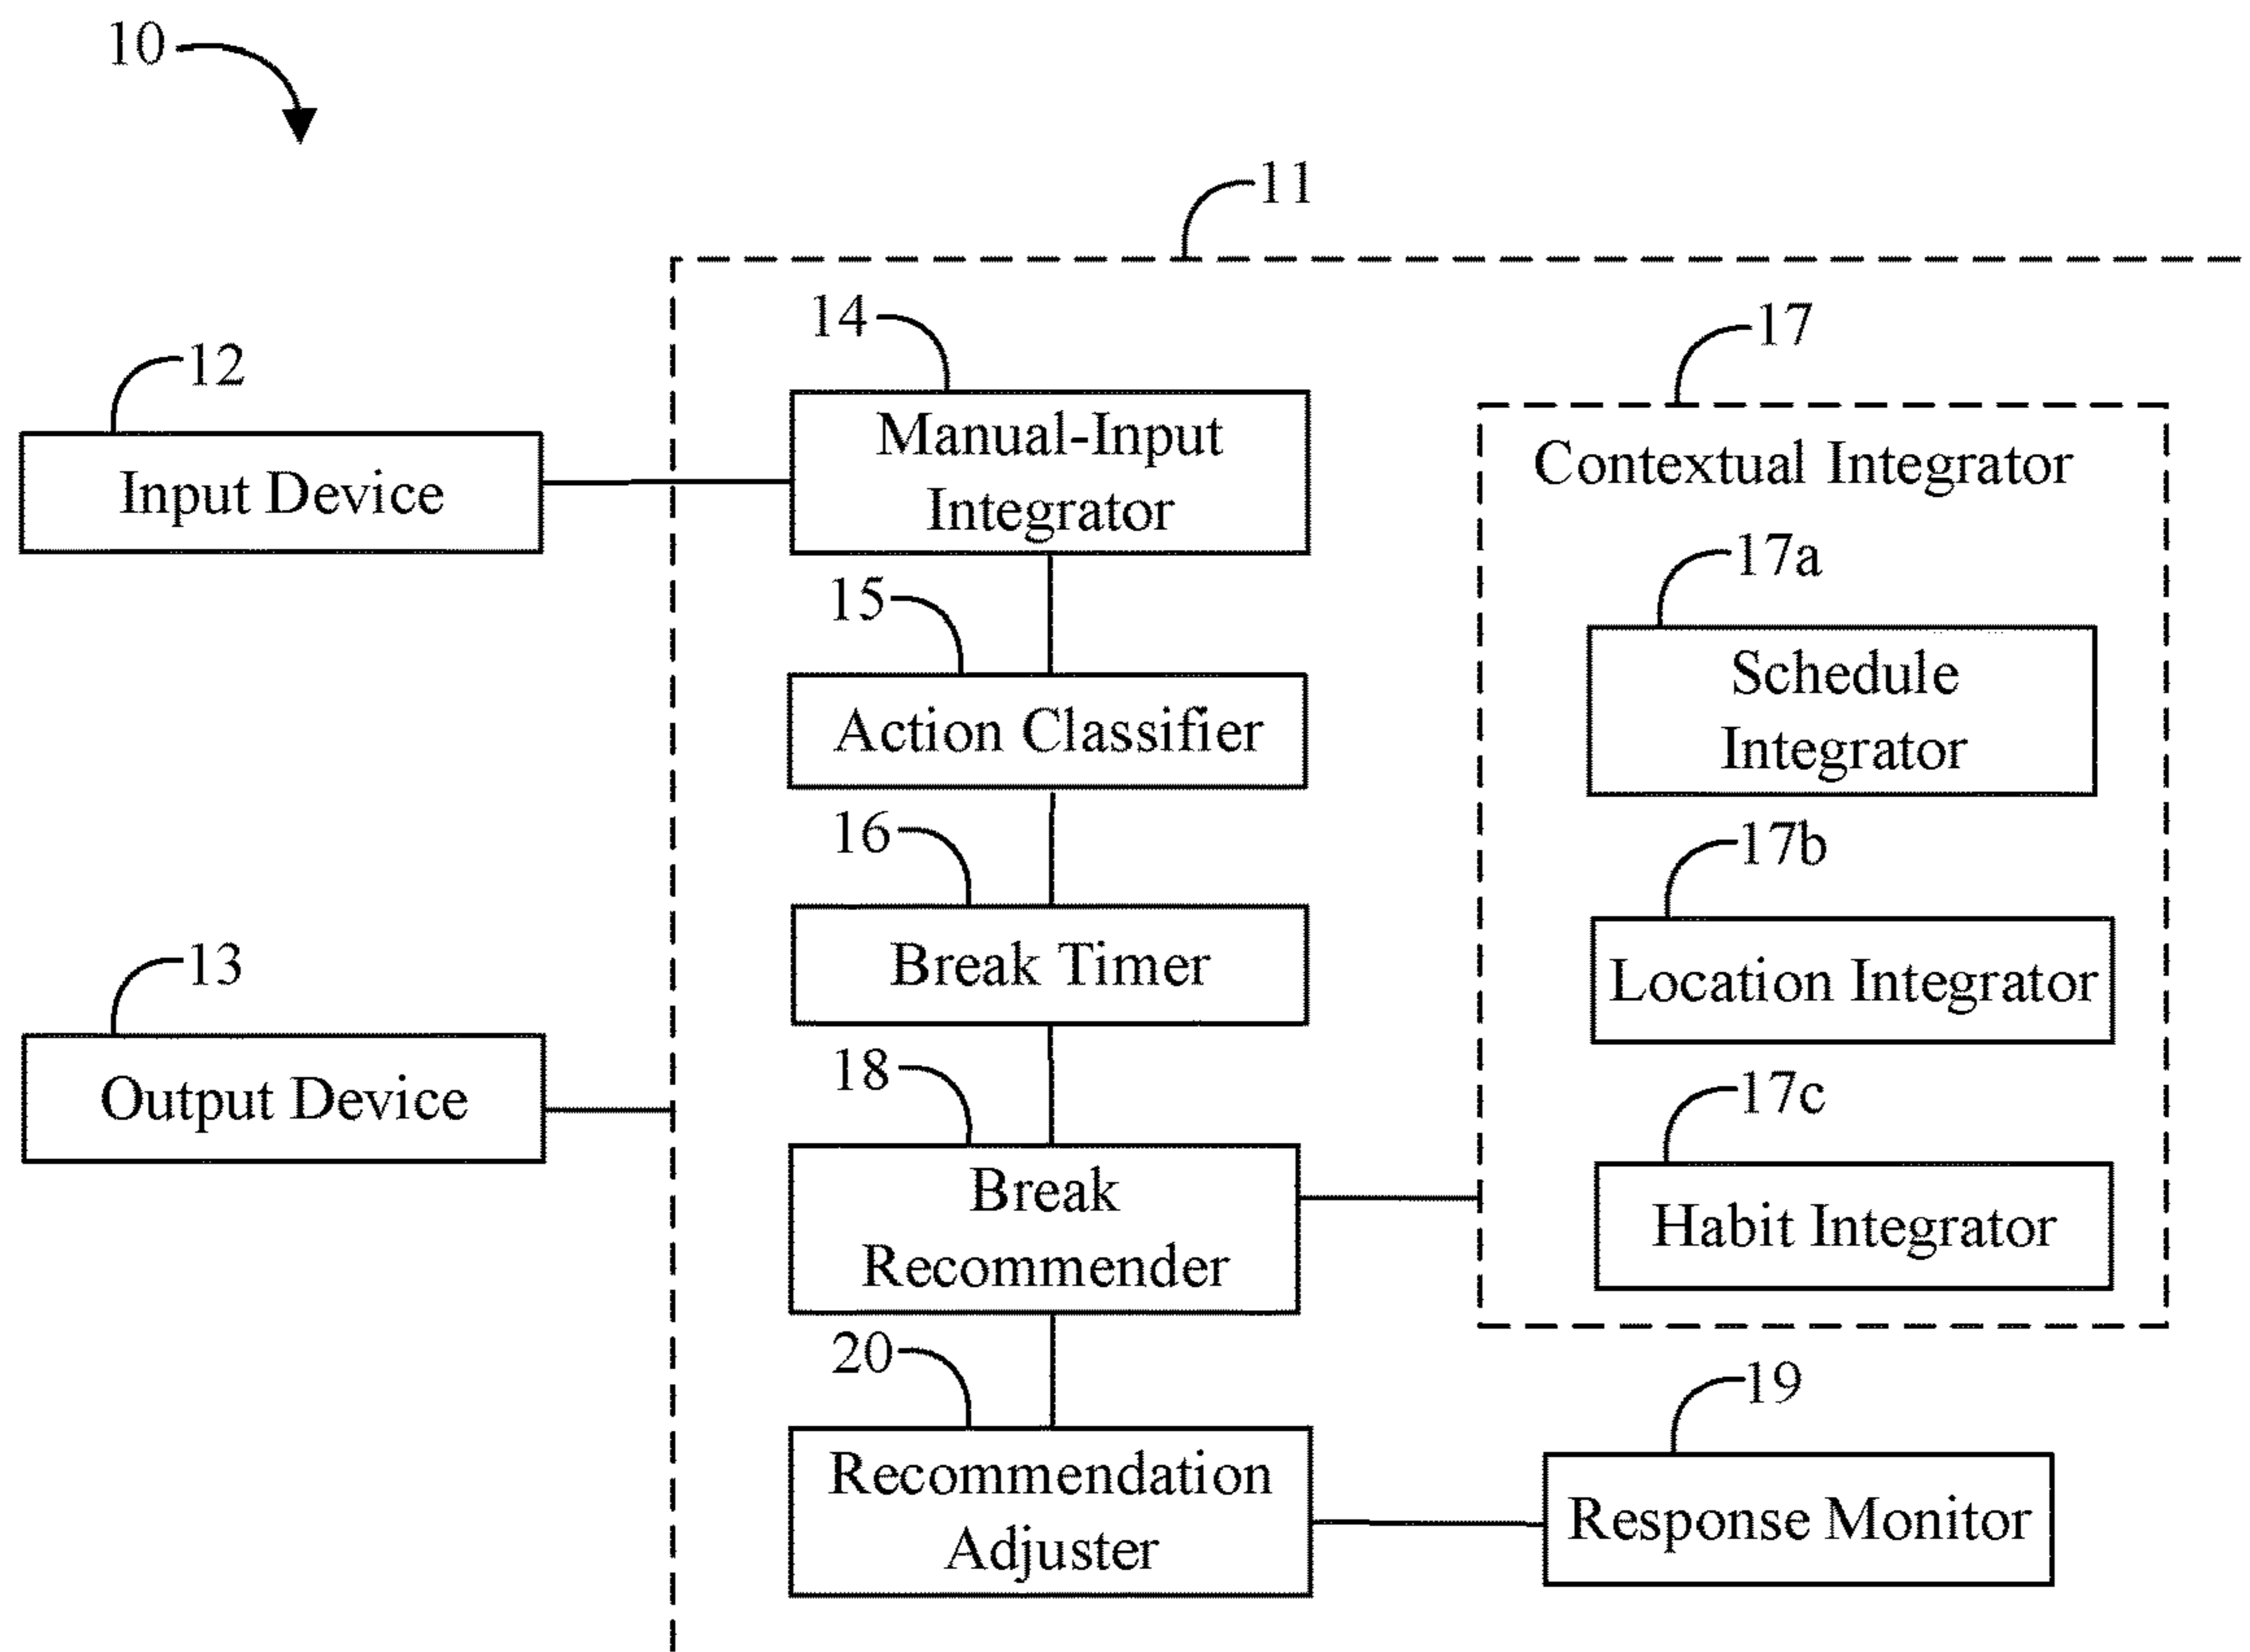 10
11
14
17
12
Manual-Input
Integrator
Contextual Integrator
Input Device
17a
15
Schedule
Integrator
Action Classifier
16
17b
Break Timer
Location Integrator
13
18
17c
Output Device
Break
Recommender
Habit Integrator
20
19
Recommendation
Adjuster
Response Monitor